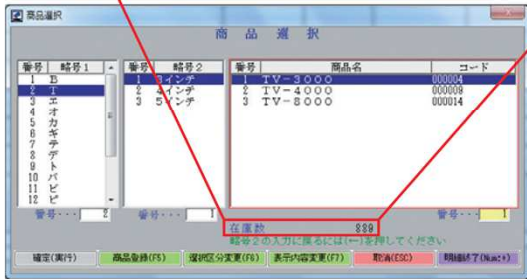 商品選択
商 品 選 択
番号 略号1
1 B
2 T
3 エ
4 オ
5 カ
6 ギ
7 テ
8 デ
9 ト
10 パ
11 ビ
12 ピ
番号・・・ 2
番号 略号2
1 3インチ
2 4インチ
3 5インチ
番号・・・ 1
番号 商品名 コード
1 TV-3000 000004
2 TV-4000 000009
3 TV-8000 000014
在庫数 889
番号・・・ 1
略号2の入力に戻るには(←)を押してください
確定(実行) 商品登録(F5) 選択区分変更(F6) 表示内容変更(F7) 取消(ESC) 明細終了(Num+)